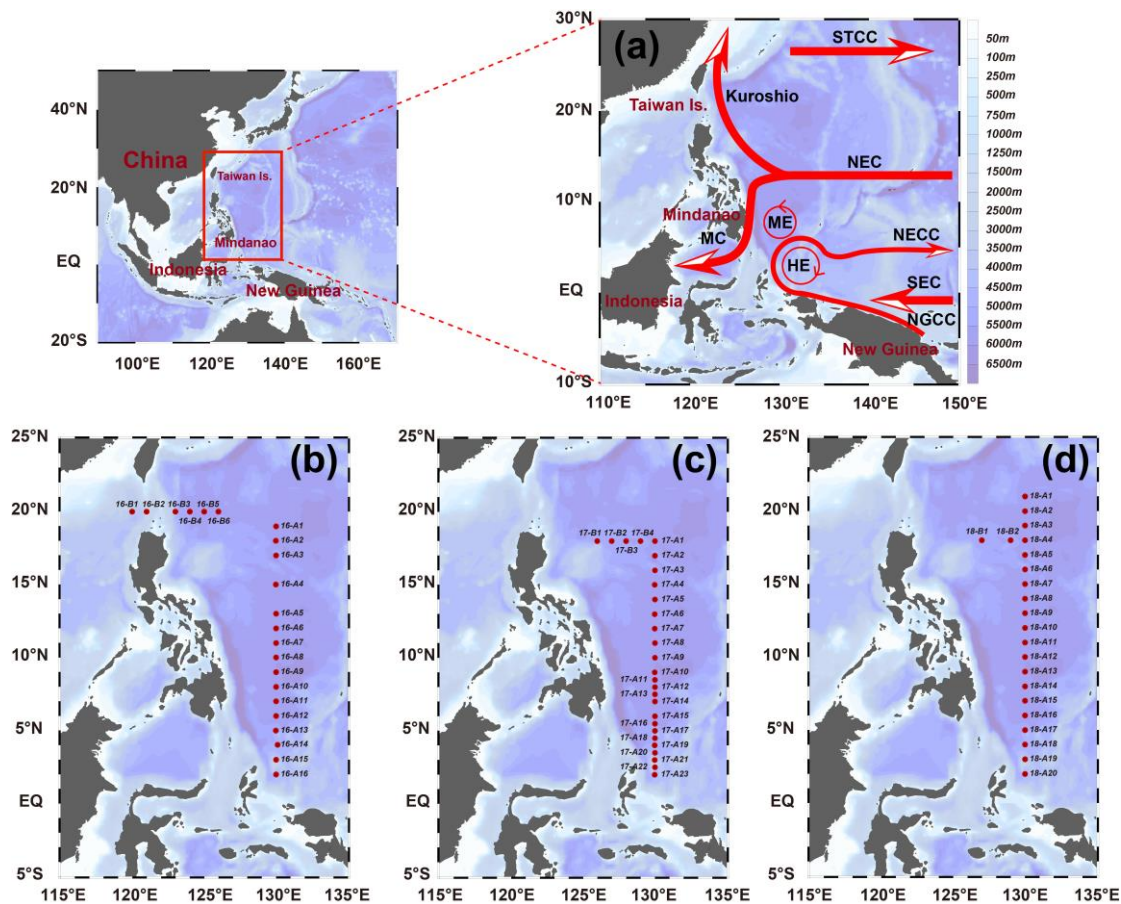 40°N
20°N
EQ
20°S
100°E
120°E
140°E
160°E
China
Taiwan Is.
Mindanao
Indonesia
New Guinea
(a)
30°N
20°N
10°N
EQ
10°S
110°E
120°E
130°E
140°E
150°E
STCC
Kuroshio
Taiwan Is.
NEC
Mindanao
ME
MC
NECC
HE
SEC
Indonesia
NGCC
New Guinea
50m
100m
250m
500m
750m
1000m
1250m
1500m
2000m
2500m
3000m
3500m
4000m
4500m
5000m
5500m
6000m
6500m
(b)
25°N
20°N
15°N
10°N
5°N
EQ
5°S
115°E
120°E
125°E
130°E
135°E
16-B1
16-B2
16-B3
16-B5
16-B4
16-B6
16-A1
16-A2
16-A3
16-A4
16-A5
16-A6
16-A7
16-A8
16-A9
16-A10
16-A11
16-A12
16-A13
16-A14
16-A15
16-A16
(c)
25°N
20°N
15°N
10°N
5°N
EQ
5°S
115°E
120°E
125°E
130°E
135°E
17-B1
17-B2
17-B4
17-B3
17-A1
17-A2
17-A3
17-A4
17-A5
17-A6
17-A7
17-A8
17-A9
17-A10
17-A11
17-A12
17-A13
17-A14
17-A15
17-A16
17-A17
17-A18
17-A19
17-A20
17-A21
17-A22
17-A23
(d)
25°N
20°N
15°N
10°N
5°N
EQ
5°S
115°E
120°E
125°E
130°E
135°E
18-B1
18-B2
18-A1
18-A2
18-A3
18-A4
18-A5
18-A6
18-A7
18-A8
18-A9
18-A10
18-A11
18-A12
18-A13
18-A14
18-A15
18-A16
18-A17
18-A18
18-A19
18-A20